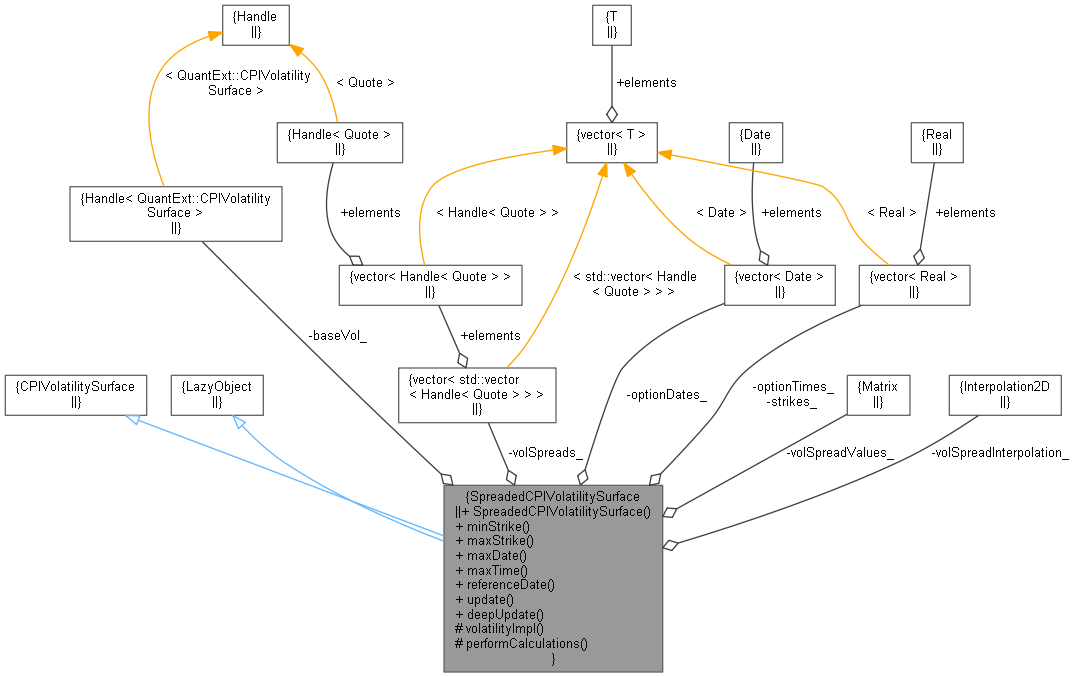 {Handle
||}
{T
||}
< QuantExt::CPIVolatility
Surface >
< Quote >
+elements
{Handle< Quote >
||}
{vector< T >
||}
{Date
||}
{Real
||}
{Handle< QuantExt::CPIVolatility
Surface >
||}
+elements
< Handle< Quote > >
< Date >
+elements
< Real >
+elements
{vector< Handle< Quote > >
||}
< std::vector< Handle
< Quote > > >
{vector< Date >
||}
{vector< Real >
||}
-baseVol_
+elements
{CPIVolatilitySurface
||}
{LazyObject
||}
{vector< std::vector
< Handle< Quote > > >
||}
-optionDates_
-optionTimes_
-strikes_
{Matrix
||}
{Interpolation2D
||}
-volSpreads_
-volSpreadValues_
-volSpreadInterpolation_
{SpreadedCPIVolatilitySurface
||+ SpreadedCPIVolatilitySurface()
+ minStrike()
+ maxStrike()
+ maxDate()
+ maxTime()
+ referenceDate()
+ update()
+ deepUpdate()
# volatilityImpl()
# performCalculations()
}